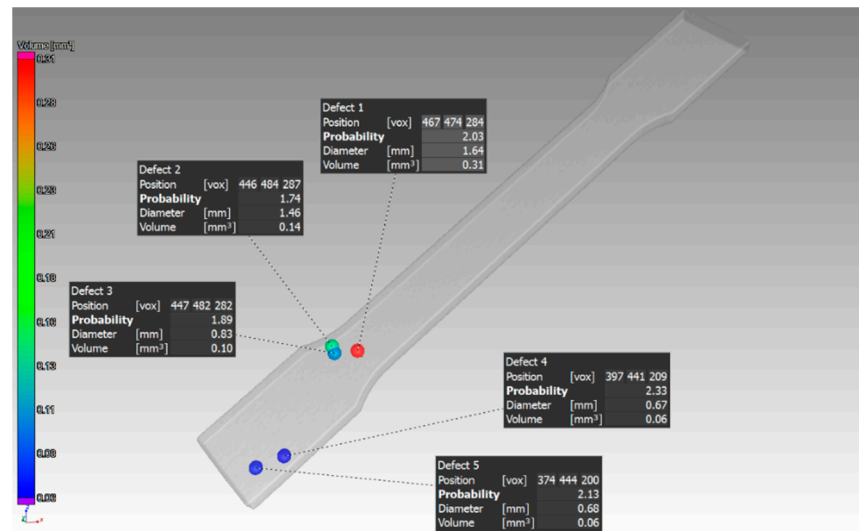 Volume [mm³]
0.31
0.28
0.26
0.23
0.21
0.18
0.16
0.13
0.11
0.08
0.06
Defect 1
Position [vox] 467 474 284
Probability 2.03
Diameter [mm] 1.64
Volume [mm³] 0.31
Defect 2
Position [vox] 446 484 287
Probability 1.74
Diameter [mm] 1.46
Volume [mm³] 0.14
Defect 3
Position [vox] 447 482 282
Probability 1.89
Diameter [mm] 0.83
Volume [mm³] 0.10
Defect 4
Position [vox] 397 441 209
Probability 2.33
Diameter [mm] 0.67
Volume [mm³] 0.06
Defect 5
Position [vox] 374 444 200
Probability 2.13
Diameter [mm] 0.68
Volume [mm³] 0.06